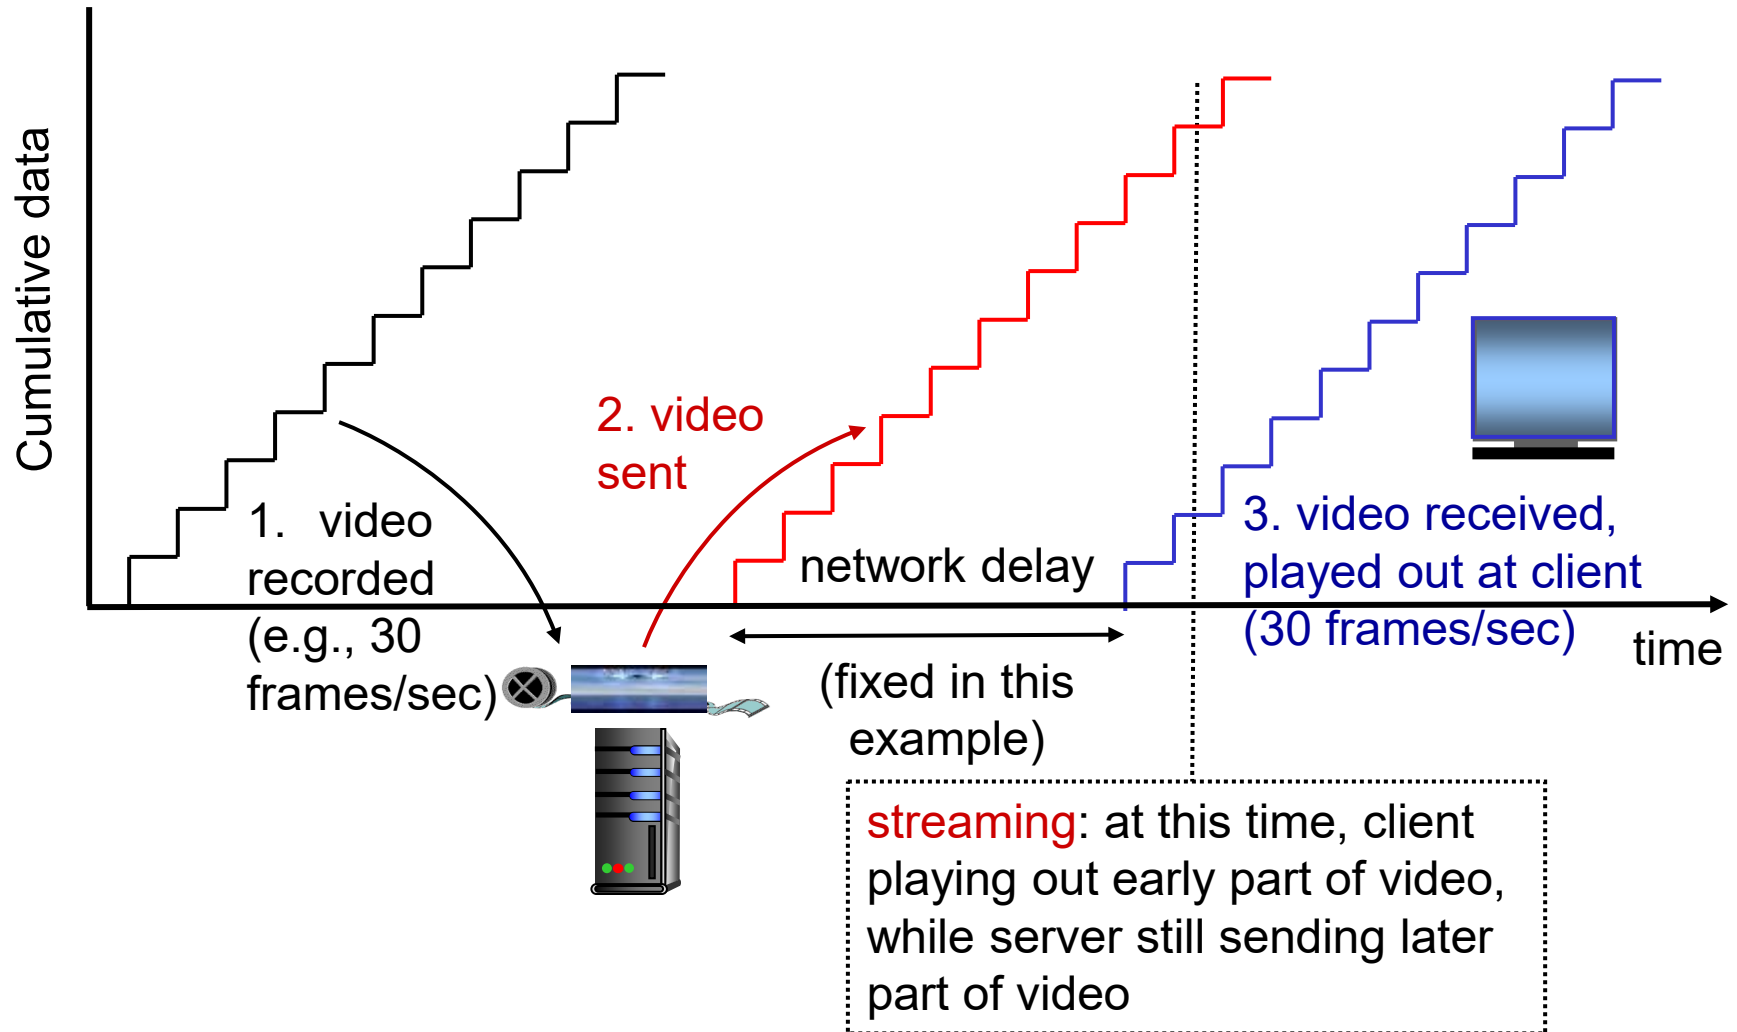 Cumulative data
1. video
recorded
(e.g., 30
frames/sec)
2. video
sent
network delay
(fixed in this
example)
3. video received,
played out at client
(30 frames/sec)
time
streaming: at this time, client
playing out early part of video,
while server still sending later
part of video